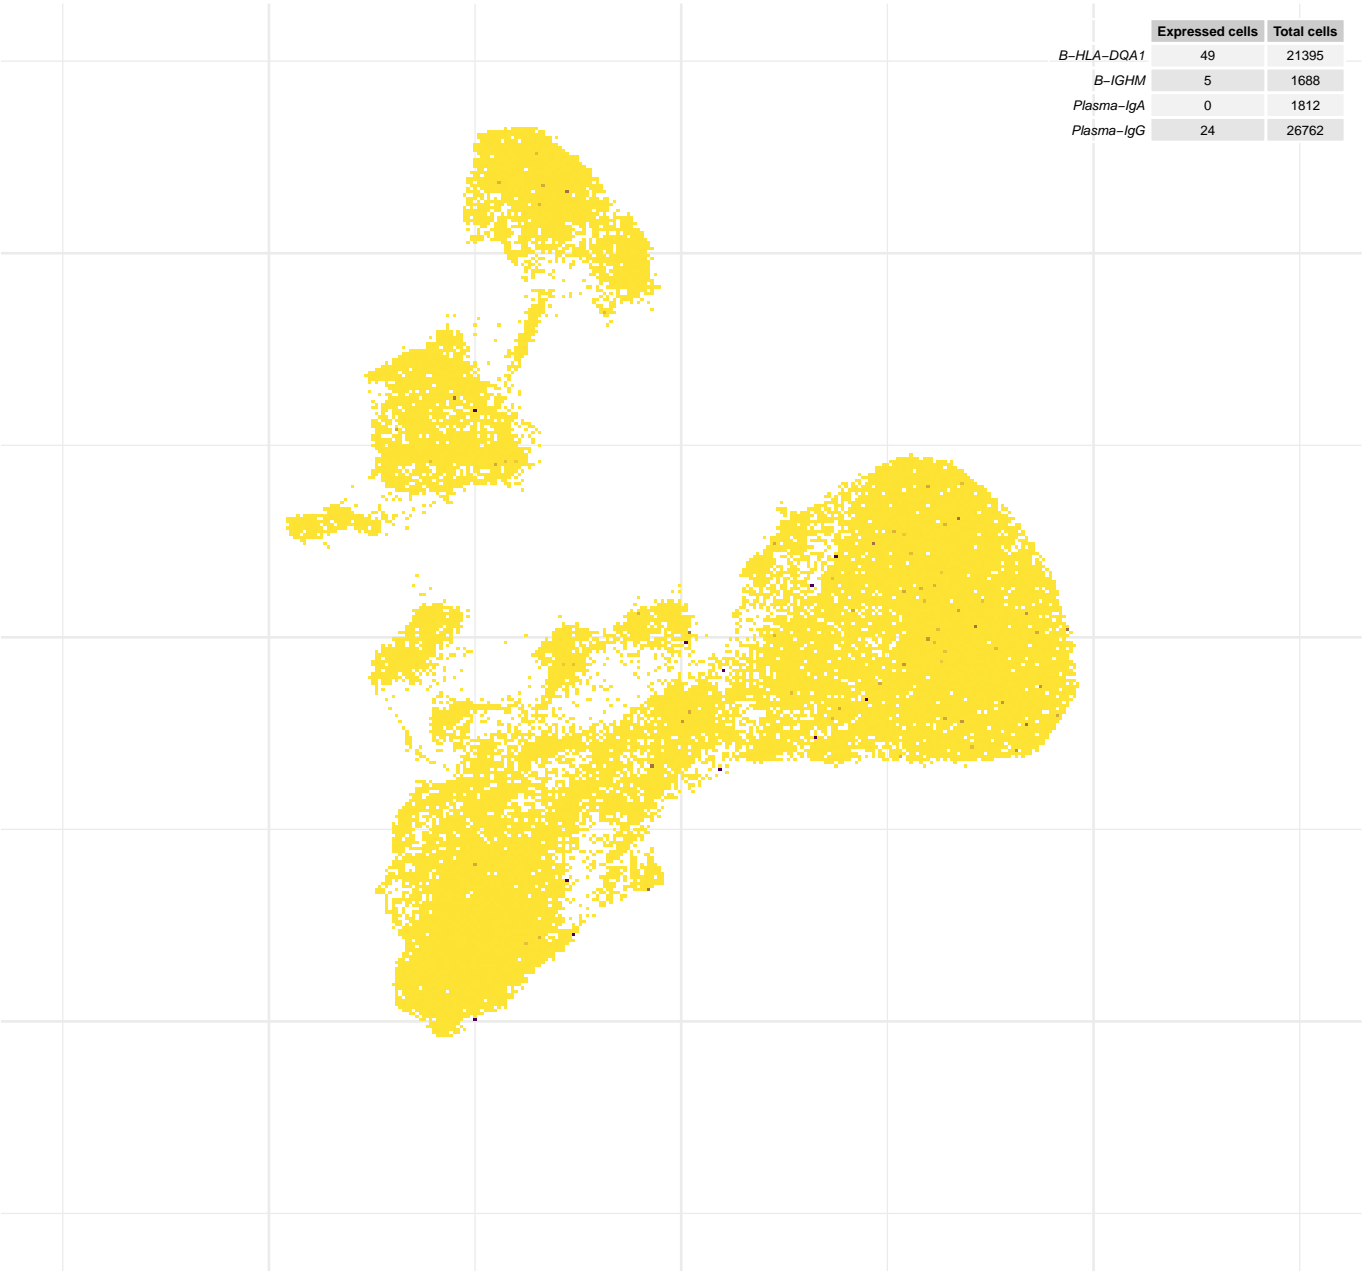 Expressed cells Total cells
B−HLA−DQA1 49 21395
B−IGHM 5 1688
Plasma−IgA 0 1812
Plasma−IgG 24 26762